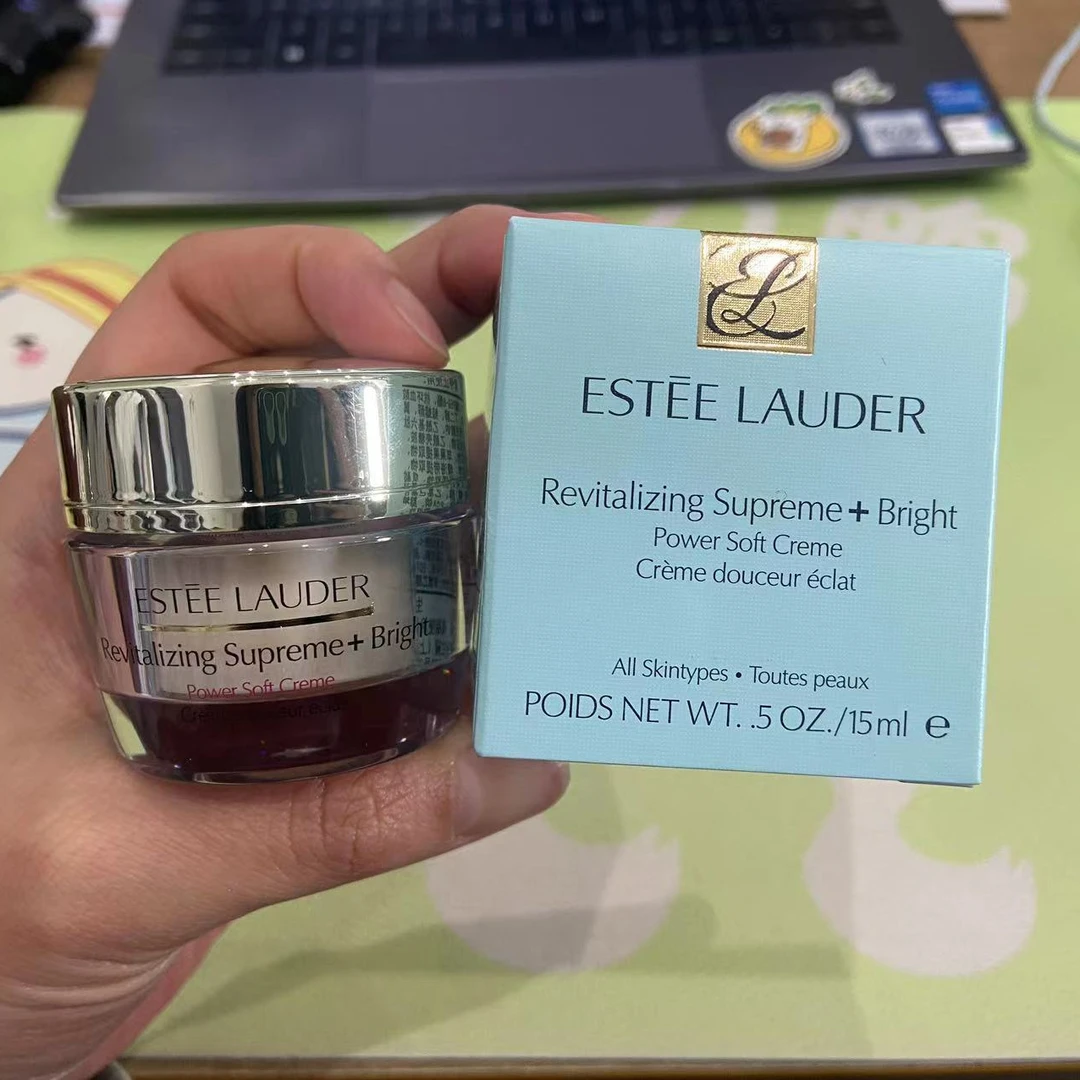 ESTĒE LAUDER
Revitalizing Supreme+ Bright
Power Soft Creme
Crème douceur éclat
All Skintypes • Toutes peaux
POIDS NET WT. .5 OZ./15ml e
ESTĒE LAUDER
Revitalizing Supreme+ Bright
Power Soft Creme